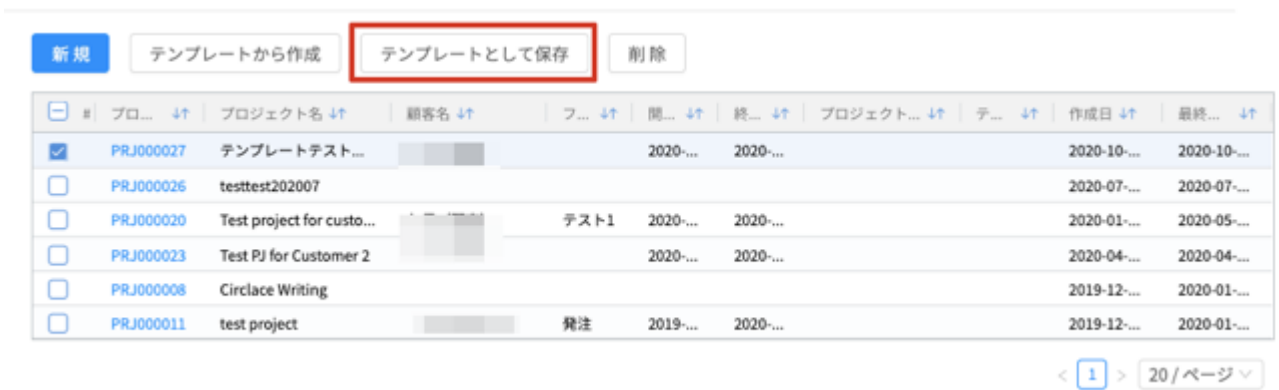 新規 テンプレートから作成 テンプレートとして保存 削除
# プロ... プロジェクト名 顧客名 フ... 開... 終... プロジェクト... テ... 作成日 最終...
PRJ000027 テンプレートテスト... 2020-... 2020-... 2020-10-... 2020-10-...
PRJ000026 testtest202007 2020-07-... 2020-07-...
PRJ000020 Test project for custo... テスト1 2020-... 2020-... 2020-01-... 2020-05-...
PRJ000023 Test PJ for Customer 2 2020-... 2020-... 2020-04-... 2020-04-...
PRJ000008 Circlace Writing 2019-12-... 2020-01-...
PRJ000011 test project 発注 2019-... 2020-... 2019-12-... 2020-01-...
< 1 > 20 / ページ